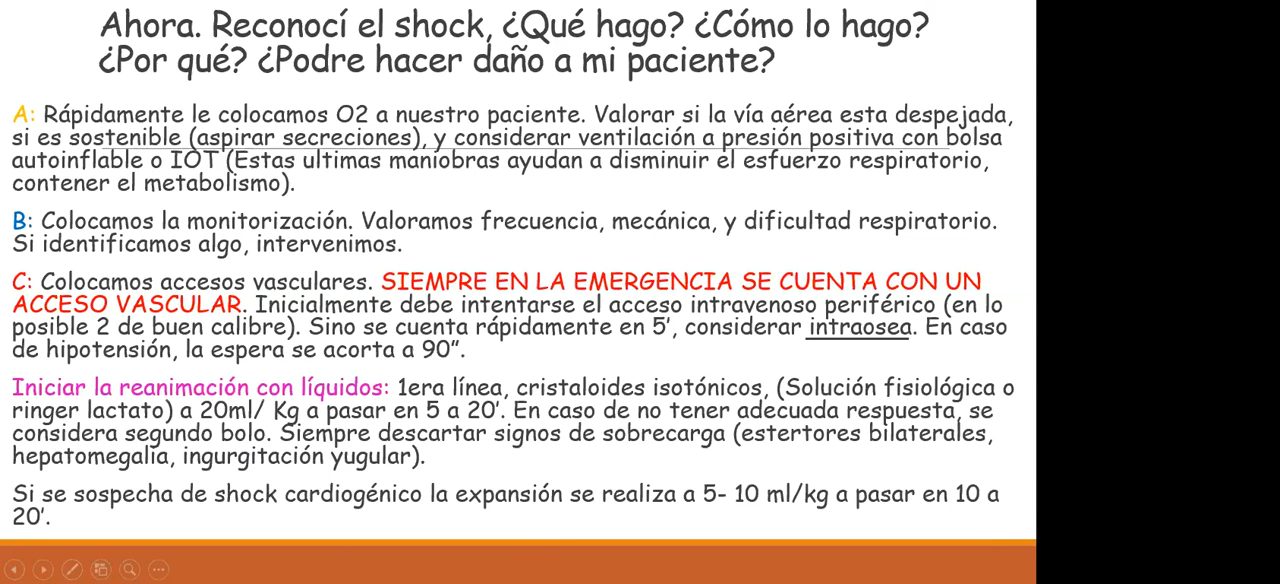 Ahora. Reconocí el shock, ¿Qué hago? ¿Cómo lo hago?
¿Por qué? ¿Podre hacer daño a mi paciente?
A: Rápidamente le colocamos O2 a nuestro paciente. Valorar si la vía aérea esta despejada,
si es sostenible (aspirar secreciones), y considerar ventilación a presión positiva con bolsa
autoinflable o IOT (Estas ultimas maniobras ayudan a disminuir el esfuerzo respiratorio,
contener el metabolismo).
B: Colocamos la monitorización. Valoramos frecuencia, mecánica, y dificultad respiratorio.
Si identificamos algo, intervenimos.
C: Colocamos accesos vasculares. SIEMPRE EN LA EMERGENCIA SE CUENTA CON UN
ACCESO VASCULAR. Inicialmente debe intentarse el acceso intravenoso periférico (en lo
posible 2 de buen calibre). Sino se cuenta rápidamente en 5', considerar intraosea. En caso
de hipotensión, la espera se acorta a 90”.
Iniciar la reanimación con líquidos: 1era línea, cristaloides isotónicos, (Solución fisiológica o
ringer lactato) a 20ml/ Kg a pasar en 5 a 20'. En caso de no tener adecuada respuesta, se
considera segundo bolo. Siempre descartar signos de sobrecarga (estertores bilaterales,
hepatomegalia, ingurgitación yugular).
Si se sospecha de shock cardiogénico la expansión se realiza a 5- 10 ml/kg a pasar en 10 a
20'.